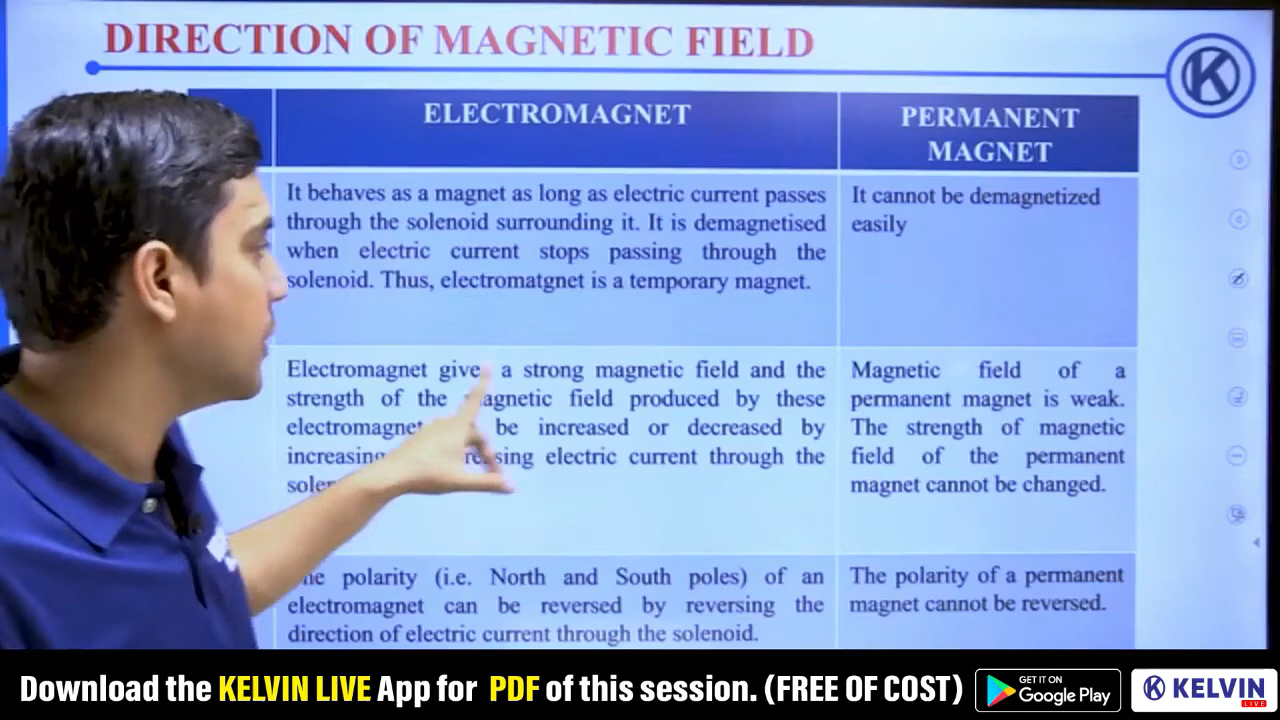 DIRECTION OF MAGNETIC FIELD
K
ELECTROMAGNET
PERMANENT
MAGNET
It behaves as a magnet as long as electric current passes
through the solenoid surrounding it. It is demagnetised
when electric current stops passing through the
solenoid. Thus, electromatgnet is a temporary magnet.
It cannot be demagnetized
easily
Electromagnet give a strong magnetic field and the
strength of the agnetic field produced by these
electromagnet be increased or decreased by
increasing sing electric current through the
soler
Magnetic field of a
permanent magnet is weak.
The strength of magnetic
field of the permanent
magnet cannot be changed.
he polarity (i.e. North and South poles) of an
electromagnet can be reversed by reversing the
direction of electric current through the solenoid.
The polarity of a permanent
magnet cannot be reversed.
Download the KELVIN LIVE App for PDF of this session. (FREE OF COST)
GET IT ON
Google Play
K KELVIN
LIVE